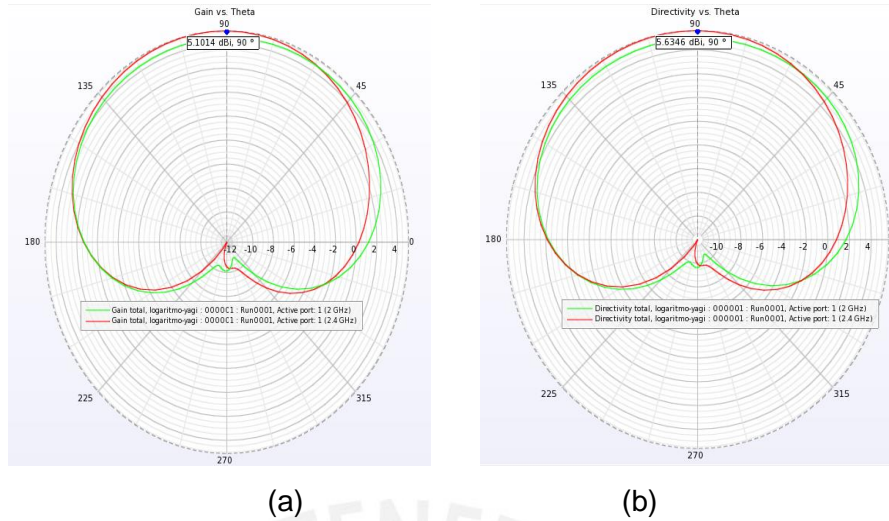 Gain vs. Theta
90
5.1014 dBi, 90 °
135
45
180
-12 -10 -8 -6 -4 -2 0 2 4
0
Gain total, logaritmo-yagi : 0000C1 : Run0001, Active port: 1 (2 GHz)
Gain total, logaritmo-yagi : 0000C1 : Run0001, Active port: 1 (2.4 GHz)
225
315
270
(a)
Directivity vs. Theta
90
5.6346 dBi, 90 °
135
45
180
-10 -8 -6 -4 -2 0 2 4
0
Directivity total, logaritmo-yagi : 000001 : Run0001, Active port: 1 (2 GHz)
Directivity total, logaritmo-yagi : 000001 : Run0001, Active port: 1 (2.4 GHz)
225
315
270
(b)